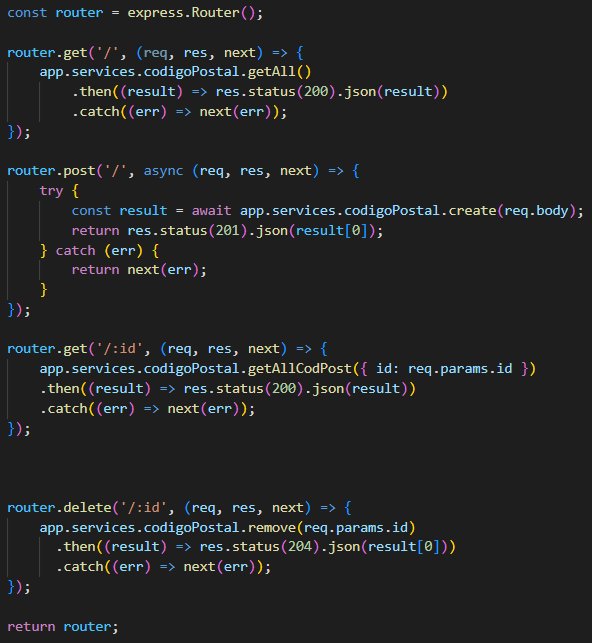 const router = express.Router();
router.get('/', (req, res, next) => {
app.services.codigoPostal.getAll()
.then((result) => res.status(200).json(result))
.catch((err) => next(err));
});
router.post('/', async (req, res, next) => {
try {
const result = await app.services.codigoPostal.create(req.body);
return res.status(201).json(result[0]);
} catch (err) {
return next(err);
}
});
router.get('/:id', (req, res, next) => {
app.services.codigoPostal.getAllCodPost({ id: req.params.id })
.then((result) => res.status(200).json(result))
.catch((err) => next(err));
});
router.delete('/:id', (req, res, next) => {
app.services.codigoPostal.remove(req.params.id)
.then((result) => res.status(204).json(result[0]))
.catch((err) => next(err));
});
return router;